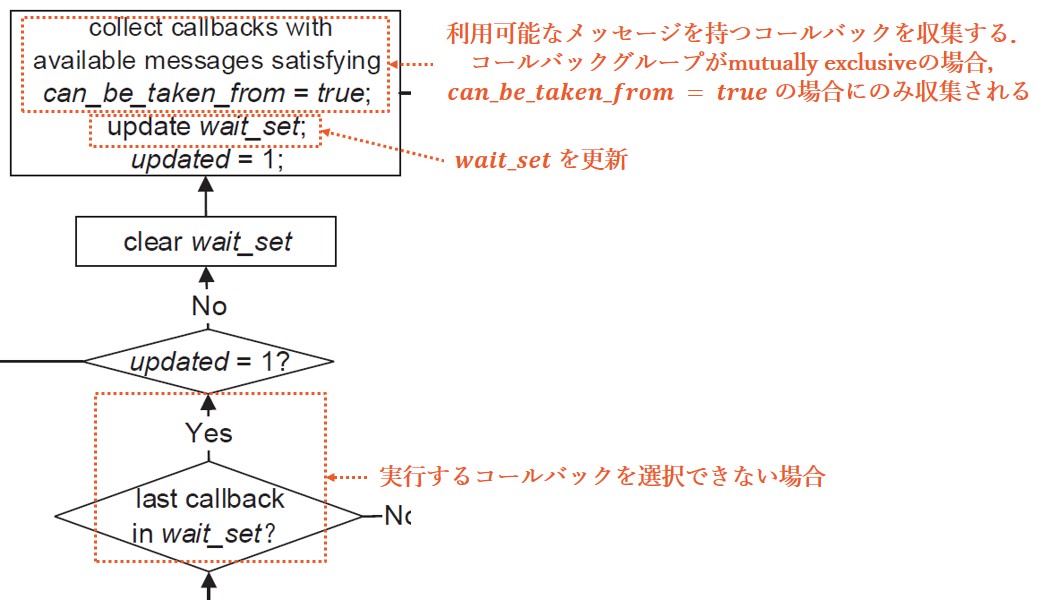 collect callbacks with
available messages satisfying
can_be_taken_from = true;
update wait_set;
updated = 1;
利用可能なメッセージを持つコールバックを収集する.
コールバックグループがmutually exclusiveの場合,
can_be_taken_from = true の場合にのみ収集される
wait_set を更新
clear wait_set
No
updated = 1?
Yes
実行するコールバックを選択できない場合
last callback
in wait_set?